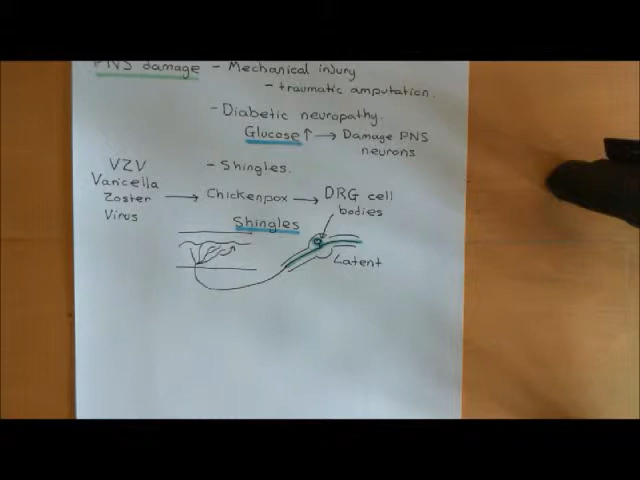 PNS damage - Mechanical injury
- traumatic amputation.
- Diabetic neuropathy.
Glucose ↑ → Damage PNS
neurons
- Shingles.
VZV
Varicella
Zoster
Virus
→ Chickenpox → DRG cell
bodies
Shingles
Latent